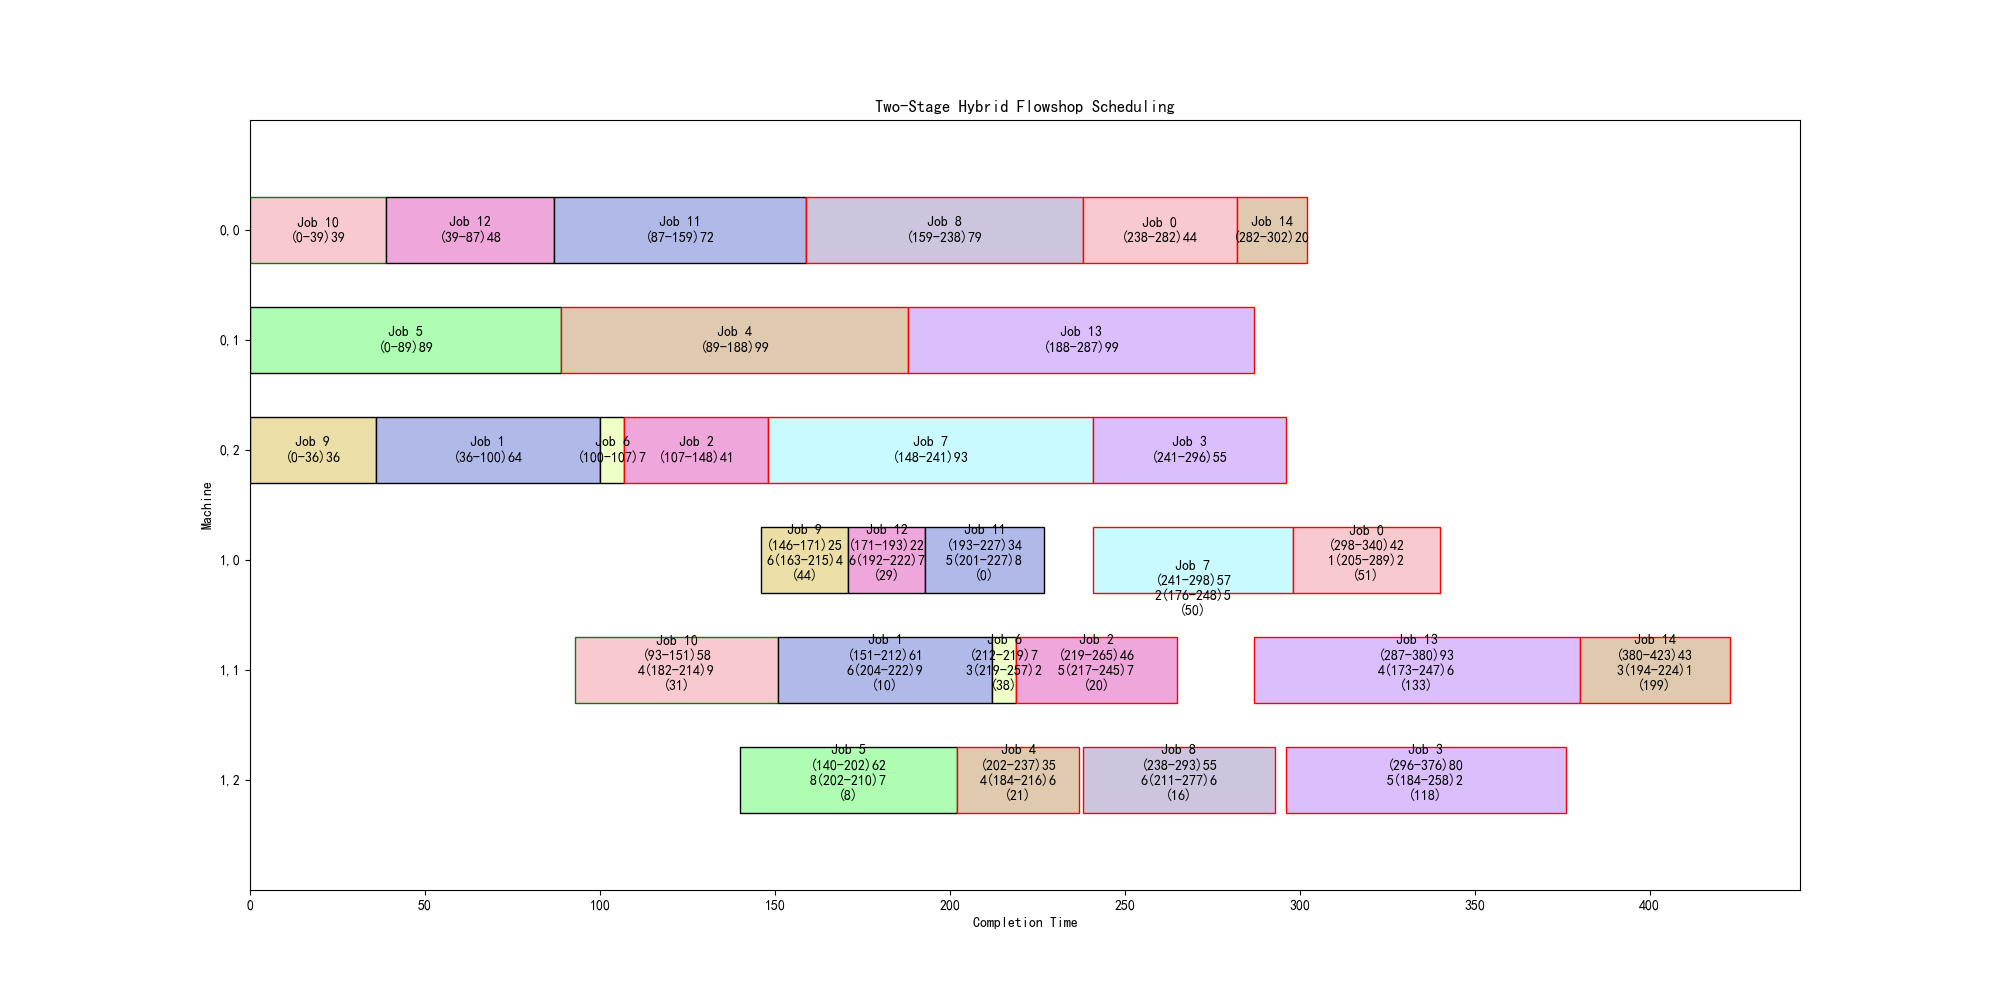 Two-Stage Hybrid Flowshop Scheduling
Machine
0,0
Job 10
(0-39)39
Job 12
(39-87)48
Job 11
(87-159)72
Job 8
(159-238)79
Job 0
(238-282)44
Job 14
(282-302)20
0,1
Job 5
(0-89)89
Job 4
(89-188)99
Job 13
(188-287)99
0,2
Job 9
(0-36)36
Job 1
(36-100)64
Job 6
(100-107)7
Job 2
(107-148)41
Job 7
(148-241)93
Job 3
(241-296)55
1,0
Job 9
(146-171)25
6(163-215)4
(44)
Job 12
(171-193)22
6(192-222)7
(29)
Job 11
(193-227)34
5(201-227)8
(0)
Job 7
(241-298)57
2(176-248)5
(50)
Job 0
(298-340)42
1(205-289)2
(51)
1,1
Job 10
(93-151)58
4(182-214)9
(31)
Job 1
(151-212)61
6(204-222)9
(10)
Job 6
(212-219)7
3(219-257)2
(38)
Job 2
(219-265)46
5(217-245)7
(20)
Job 13
(287-380)93
4(173-247)6
(133)
Job 14
(380-423)43
3(194-224)1
(199)
1,2
Job 5
(140-202)62
8(202-210)7
(8)
Job 4
(202-237)35
4(184-216)6
(21)
Job 8
(238-293)55
6(211-277)6
(16)
Job 3
(296-376)80
5(184-258)2
(118)
0
50
100
150
200
250
300
350
400
Completion Time